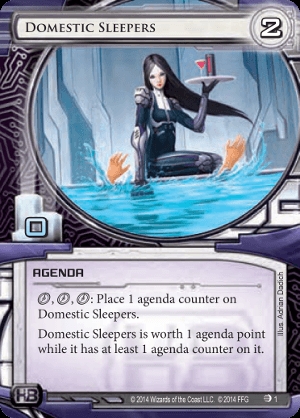 DOMESTIC SLEEPERS
2
0
AGENDA
, , : Place 1 agenda counter on
Domestic Sleepers.
Domestic Sleepers is worth 1 agenda point
while it has at least 1 agenda counter on it.
Illus. Adrian Dadich
HB
© 2014 Wizards of the Coast LLC. © 2014 FFG
1